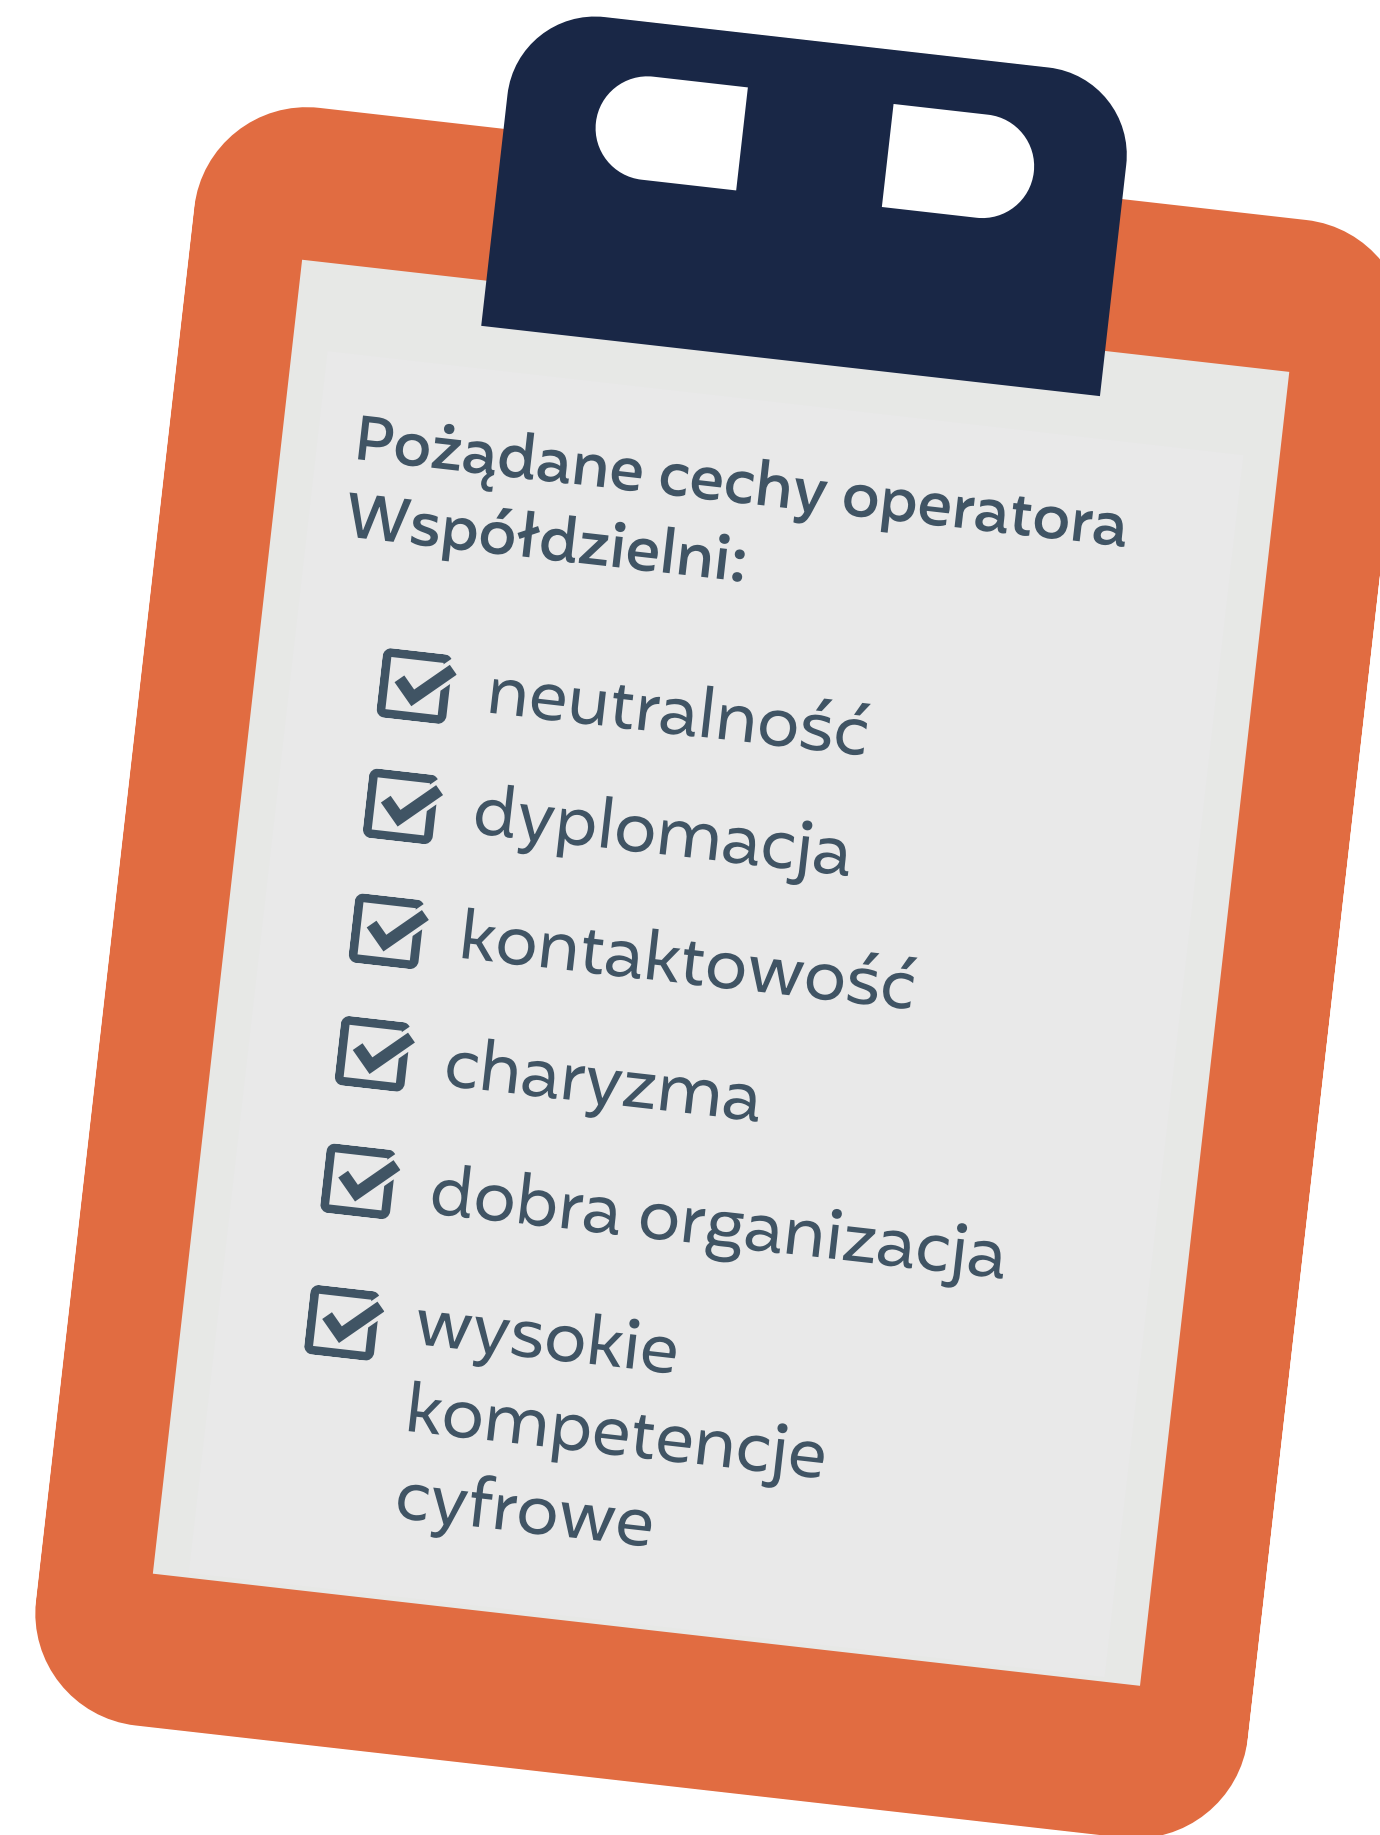 Pożądane cechy operatora
Współdzielni:
neutralność
dyplomacja
kontaktowość
charyzma
dobra organizacja
wysokie
kompetencje
cyfrowe